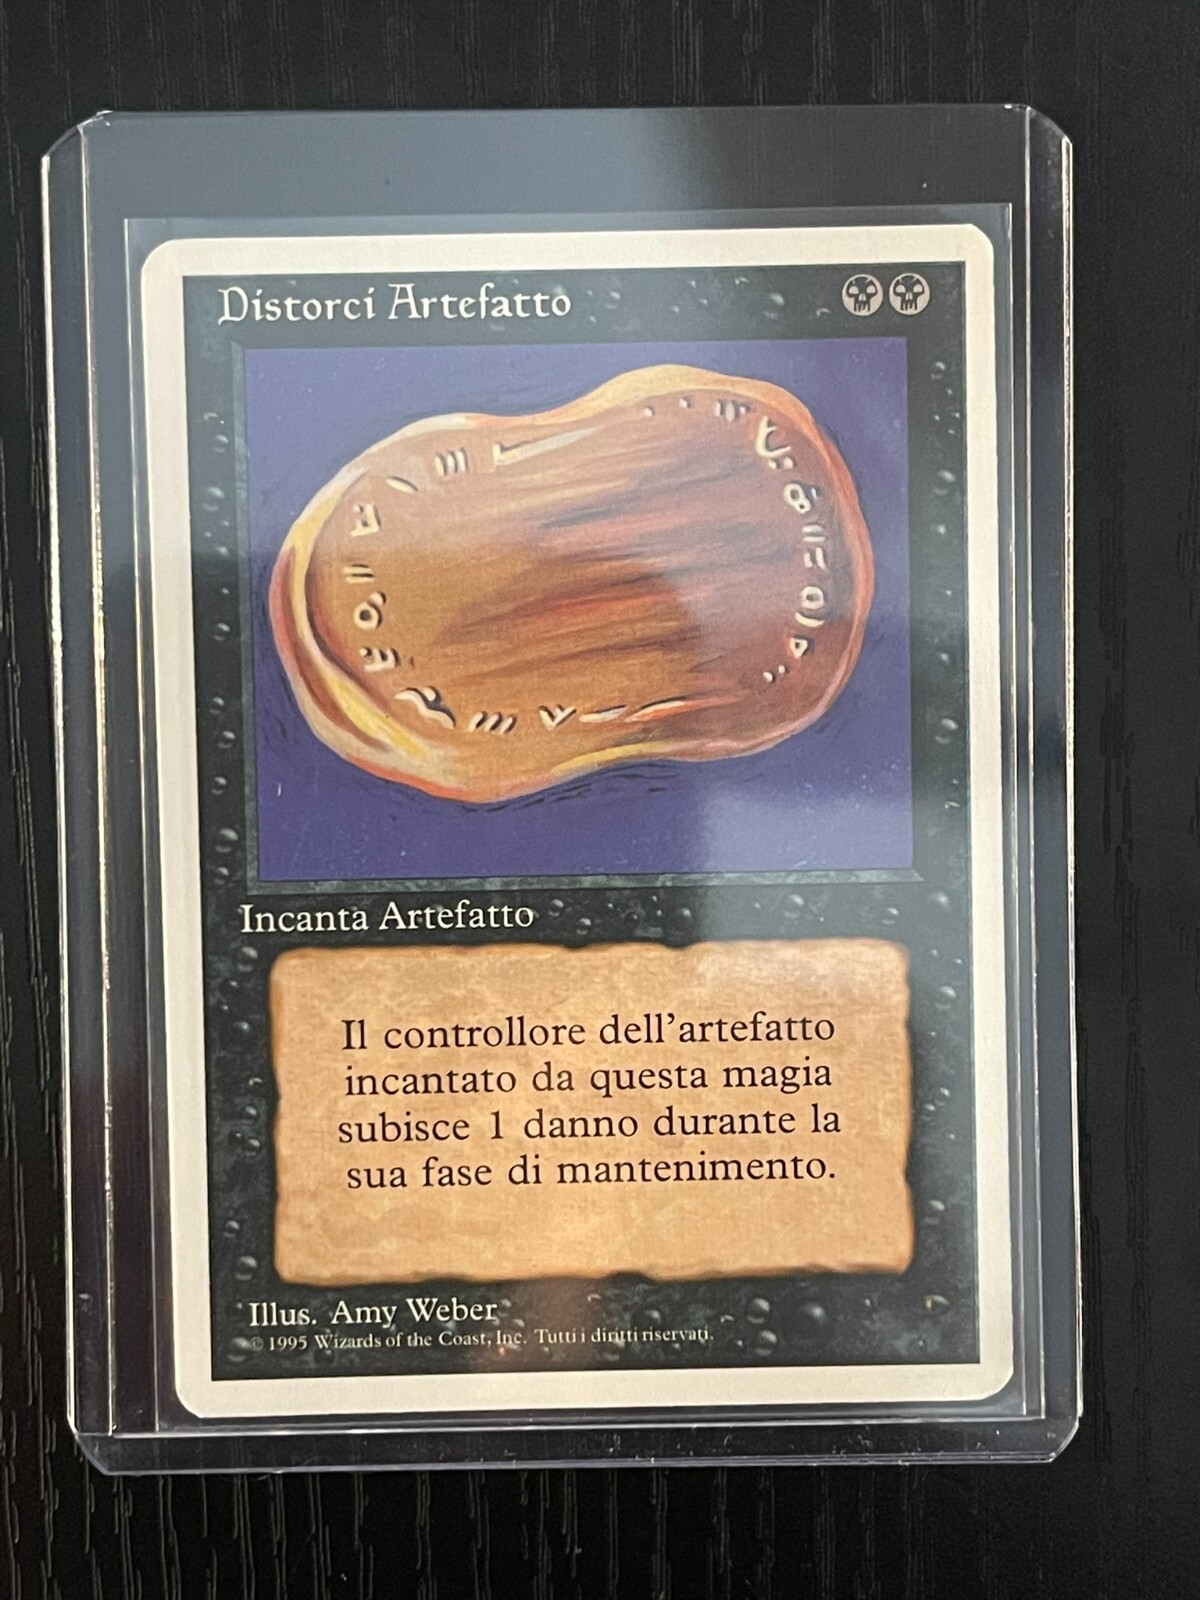 Distorci Artefatto
Incanta Artefatto
Il controllore dell'artefatto
incantato da questa magia
subisce 1 danno durante la
sua fase di mantenimento.
Illus. Amy Weber
© 1995 Wizards of the Coast, Inc. Tutti i diritti riservati.